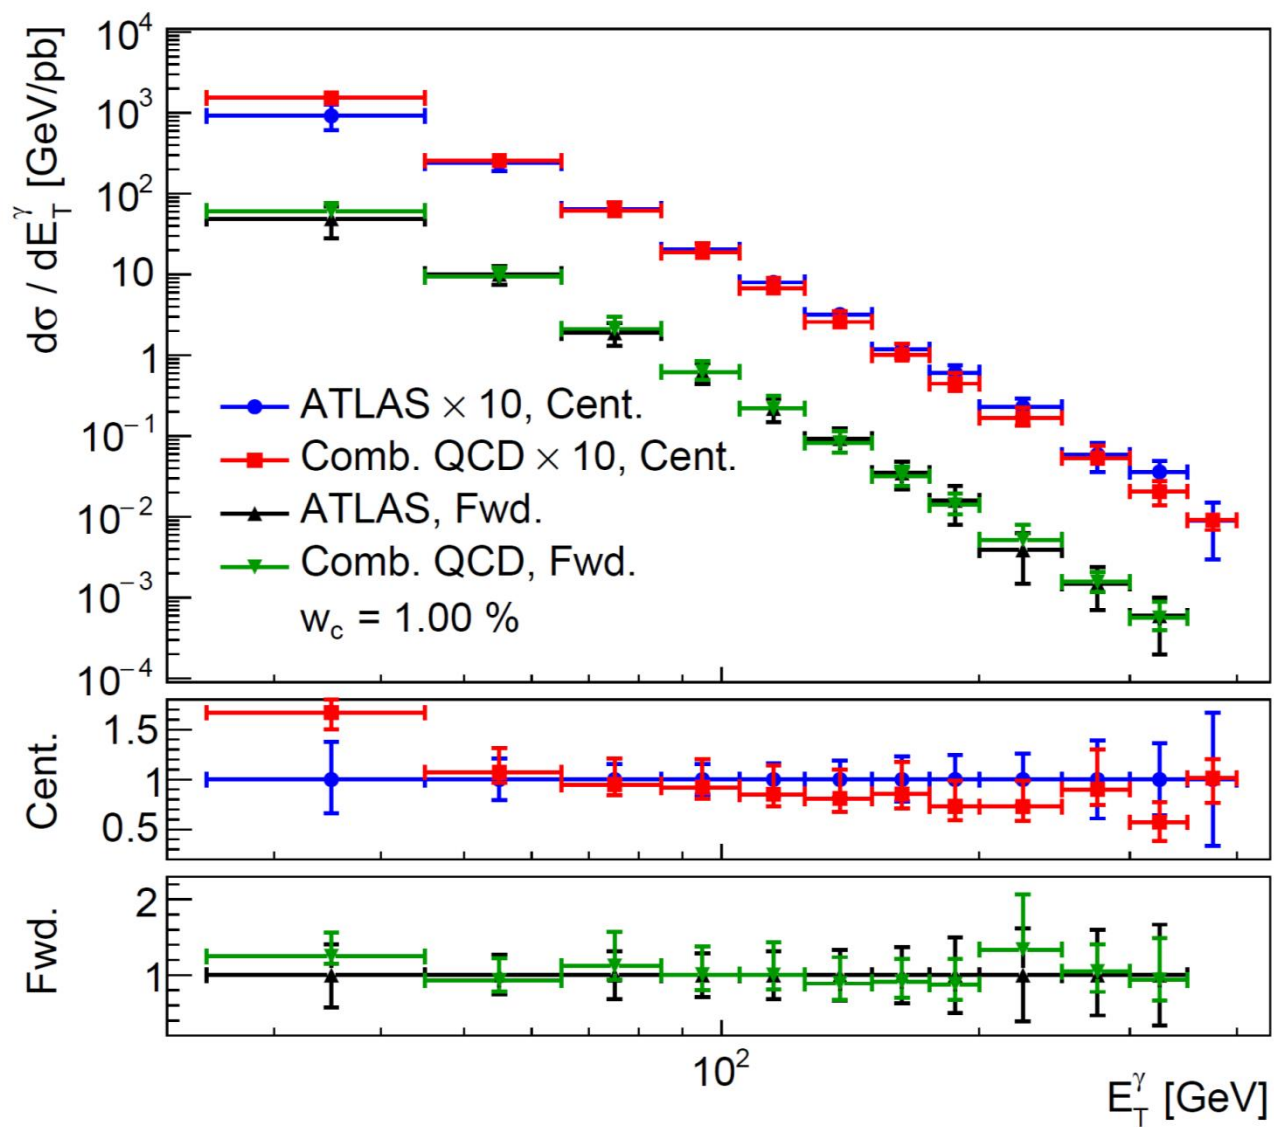 dσ / dE_T^γ [GeV/pb]
10^4
10^3
10^2
10
1
10^−1
10^−2
10^−3
10^−4
ATLAS × 10, Cent.
Comb. QCD × 10, Cent.
ATLAS, Fwd.
Comb. QCD, Fwd.
w_c = 1.00 %
Cent.
1.5
1
0.5
Fwd.
2
1
10^2
E_T^γ [GeV]